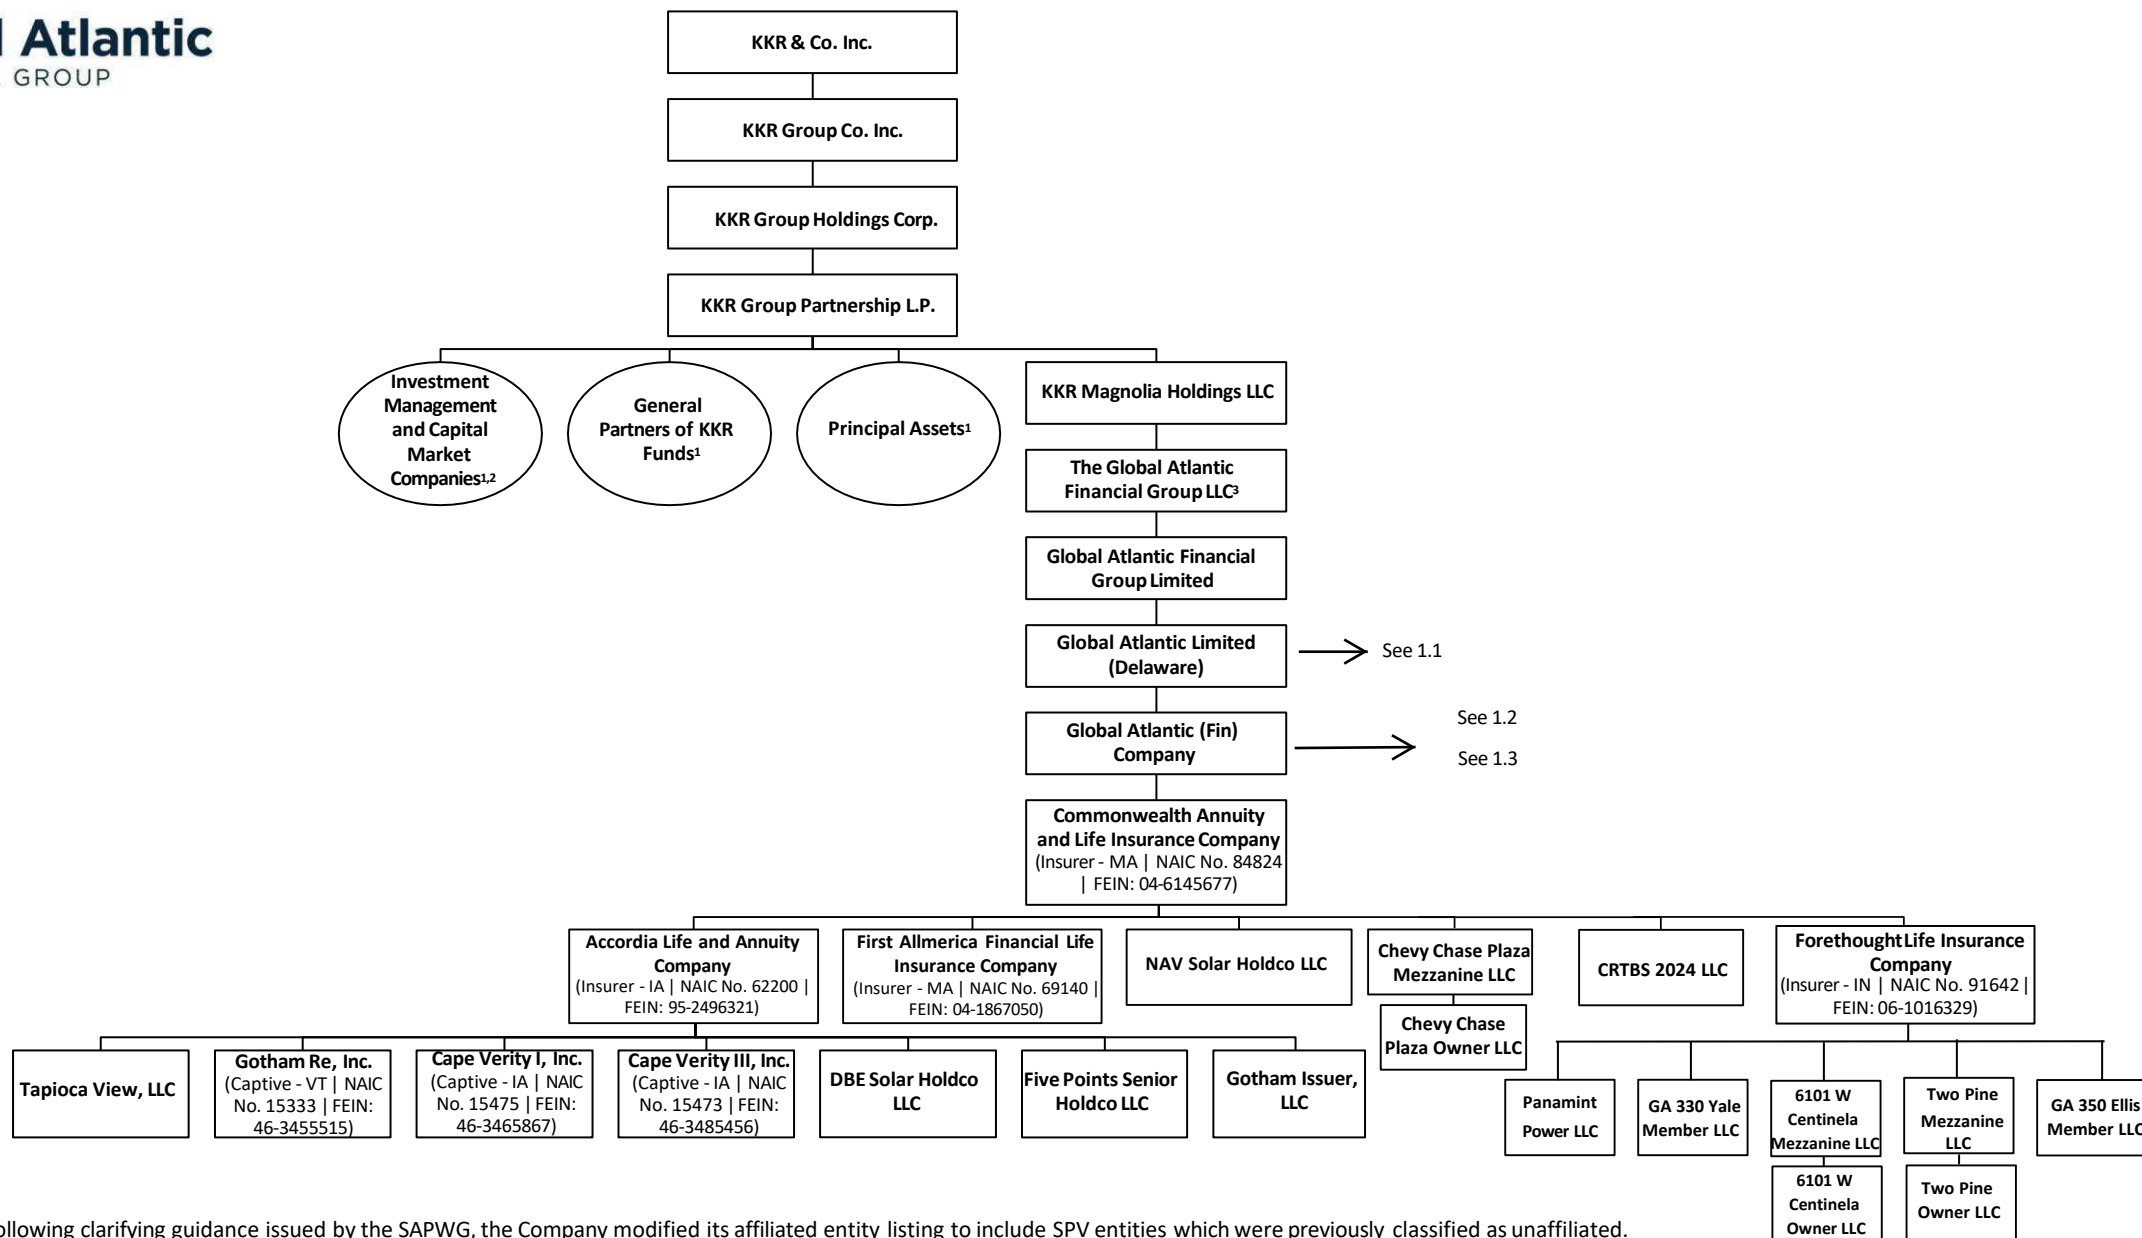 Atlantic
GROUP
KKR & Co. Inc.
KKR Group Co. Inc.
KKR Group Holdings Corp.
KKR Group Partnership L.P.
Investment
Management
and Capital
Market
Companies1,2
General
Partners of KKR
Funds1
Principal Assets1
KKR Magnolia Holdings LLC
The Global Atlantic
Financial Group LLC3
Global Atlantic Financial
Group Limited
Global Atlantic Limited
(Delaware)
See 1.1
Global Atlantic (Fin)
Company
See 1.2
See 1.3
Commonwealth Annuity
and Life Insurance Company
(Insurer - MA | NAIC No. 84824
| FEIN: 04-6145677)
Accordia Life and Annuity
Company
(Insurer - IA | NAIC No. 62200 |
FEIN: 95-2496321)
First Allmerica Financial Life
Insurance Company
(Insurer - MA | NAIC No. 69140 |
FEIN: 04-1867050)
NAV Solar Holdco LLC
Chevy Chase Plaza
Mezzanine LLC
Chevy Chase
Plaza Owner LLC
CRTBS 2024 LLC
Forethought Life Insurance
Company
(Insurer - IN | NAIC No. 91642 |
FEIN: 06-1016329)
Tapioca View, LLC
Gotham Re, Inc.
(Captive - VT | NAIC
No. 15333 | FEIN:
46-3455515)
Cape Verity I, Inc.
(Captive - IA | NAIC
No. 15475 | FEIN:
46-3465867)
Cape Verity III, Inc.
(Captive - IA | NAIC
No. 15473 | FEIN:
46-3485456)
DBE Solar Holdco
LLC
Five Points Senior
Holdco LLC
Gotham Issuer,
LLC
Panamint
Power LLC
GA 330 Yale
Member LLC
6101 W
Centinela
Mezzanine LLC
6101 W
Centinela
Owner LLC
Two Pine
Mezzanine
LLC
Two Pine
Owner LLC
GA 350 Ellis
Member LLC
ollowing clarifying guidance issued by the SAPWG, the Company modified its affiliated entity listing to include SPV entities which were previously classified as unaffiliated.